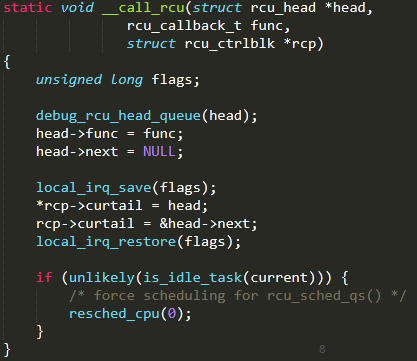 static void __call_rcu(struct rcu_head *head,
                       rcu_callback_t func,
                       struct rcu_ctrlblk *rcp)
{
    unsigned long flags;

    debug_rcu_head_queue(head);
    head->func = func;
    head->next = NULL;

    local_irq_save(flags);
    *rcp->curtail = head;
    rcp->curtail = &head->next;
    local_irq_restore(flags);

    if (unlikely(is_idle_task(current))) {
        /* force scheduling for rcu_sched_qs() */
        resched_cpu(0);
    }
}
8